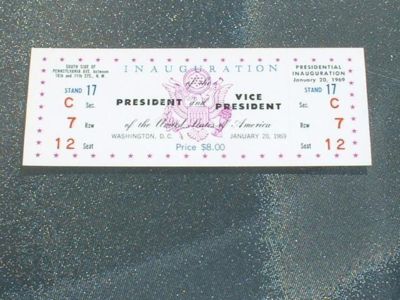 SOUTH SIDE OF
PENNSYLVANIA AVE. between
10th and 11th STS., N.W.
STAND 17
C Sec.
7 Row
12 Seat
INAUGURATION
of the
PRESIDENT and VICE PRESIDENT
of the United States of America
WASHINGTON, D.C. JANUARY 20, 1969
Price $8.00
PRESIDENTIAL
INAUGURATION
January 20, 1969
STAND 17
Sec. C
Row 7
Seat 12